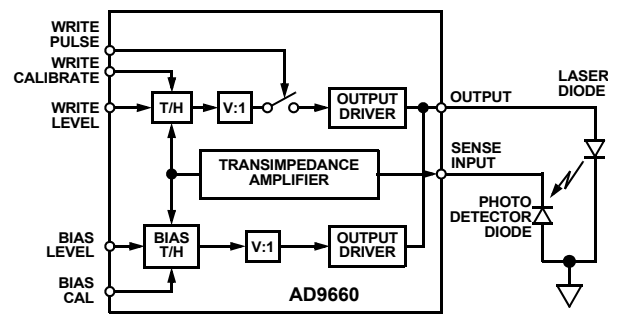 WRITE
PULSE
WRITE
CALIBRATE
WRITE
LEVEL
T/H
V:1
OUTPUT
DRIVER
OUTPUT
LASER
DIODE
SENSE
INPUT
TRANSIMPEDANCE
AMPLIFIER
PHOTO
DETECTOR
DIODE
BIAS
LEVEL
BIAS
T/H
V:1
OUTPUT
DRIVER
BIAS
CAL
AD9660